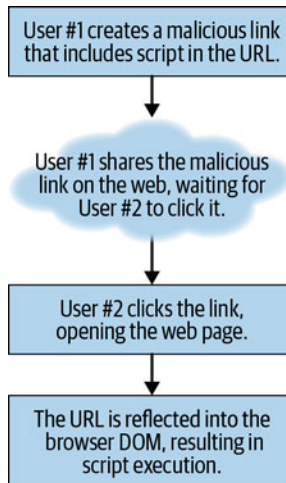 User #1 creates a malicious link
that includes script in the URL.
User #1 shares the malicious
link on the web, waiting for
User #2 to click it.
User #2 clicks the link,
opening the web page.
The URL is reflected into the
browser DOM, resulting in
script execution.